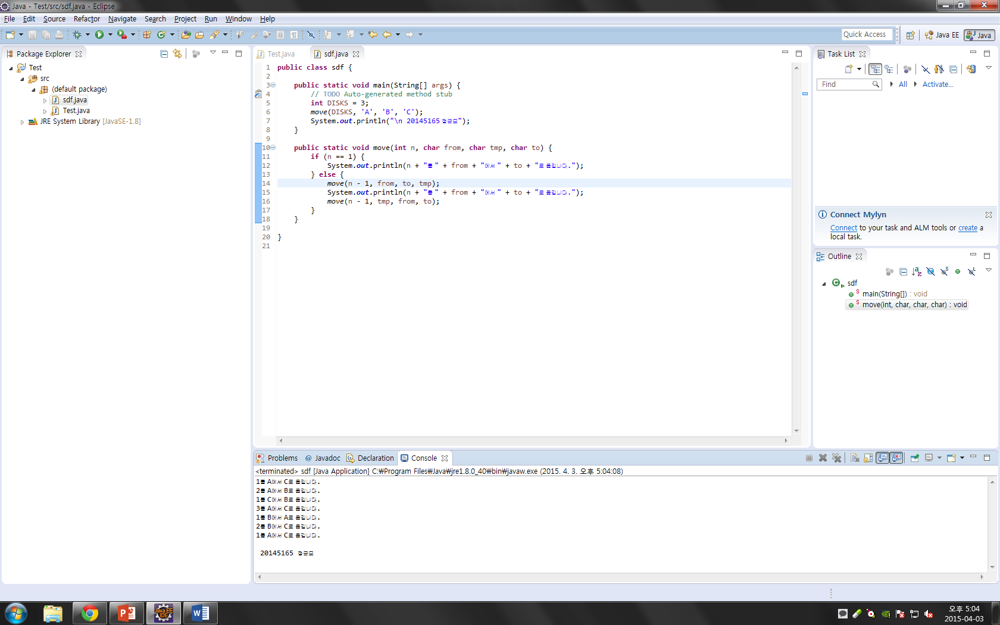 Java - Test/src/sdf.java - Eclipse
File Edit Source Refactor Navigate Search Project Run Window Help
Quick Access Java EE Java
Package Explorer
Test
src
(default package)
sdf.java
Test.java
JRE System Library [JavaSE-1.8]
Test.java sdf.java
1 public class sdf {
2
3 public static void main(String[] args) {
4 // TODO Auto-generated method stub
5 int DISKS = 3;
6 move(DISKS, 'A', 'B', 'C');
7 System.out.println("\n 20145165 ");
8 }
9
10 public static void move(int n, char from, char tmp, char to) {
11 if (n == 1) {
12 System.out.println(n + "를 " + from + "에서 " + to + "로 옮깁니다.");
13 } else {
14 move(n - 1, from, to, tmp);
15 System.out.println(n + "를 " + from + "에서 " + to + "로 옮깁니다.");
16 move(n - 1, tmp, from, to);
17 }
18 }
19
20 }
21
Task List
Find All Activate...
Connect Mylyn
Connect to your task and ALM tools or create a
local task.
Outline
sdf
main(String[]) : void
move(int, char, char, char) : void
Problems @ Javadoc Declaration Console
<terminated> sdf [Java Application] C:₩Program Files₩Java₩jre1.8.0_40₩bin₩javaw.exe (2015. 4. 3. 오후 5:04:08)
1를 A에서 C로 옮깁니다.
2를 A에서 B로 옮깁니다.
1를 C에서 B로 옮깁니다.
3를 A에서 C로 옮깁니다.
1를 B에서 A로 옮깁니다.
2를 B에서 C로 옮깁니다.
1를 A에서 C로 옮깁니다.
20145165
Java EE
IDE
오후 5:04
2015-04-03